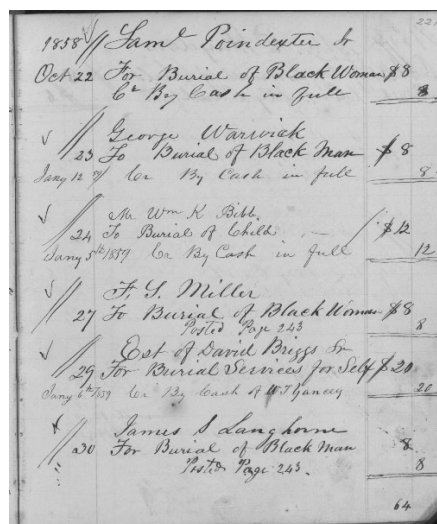 221
1858 // Saml Poindexter Sr
Oct 22 For Burial of Black Woman $8
Cr By Cash in full 8
George Warwick
23 To Burial of Black Man $8
Jany 12 Cr By Cash in full 8
Mr Wm K Bibb.
24 To Burial of Child — $12
Jany 5th 1859 Cr By Cash in full 12
F. S. Miller
27 To Burial of Black Woman $8
Posted Page 243 8
Est of David Briggs Sr
29 For Burial Services for Self $20
Jany 6th 1859 Cr By Cash of W T Yancey 20
James S Langhorne
30 For Burial of Black Man 8
Posted Page 243. 8
64